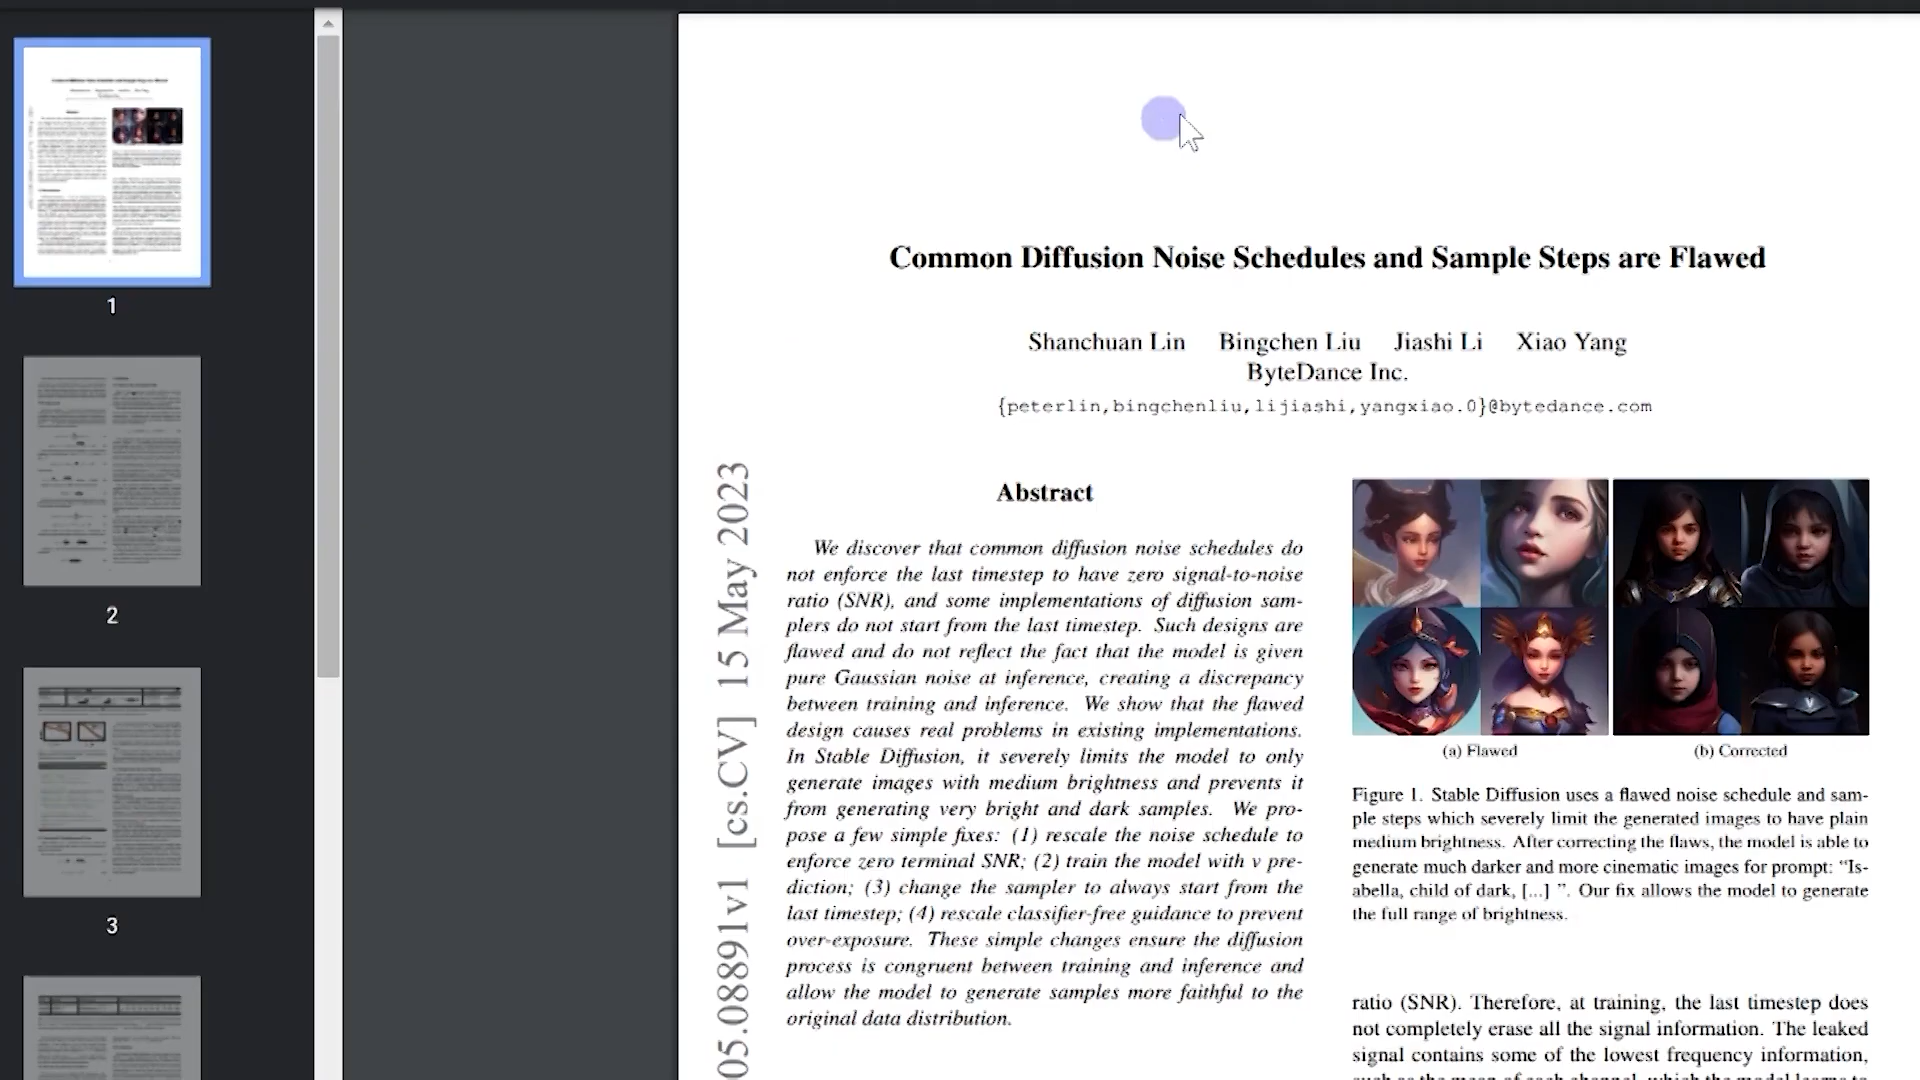 1
2
3
Common Diffusion Noise Schedules and Sample Steps are Flawed
Shanchuan Lin Bingchen Liu Jiashi Li Xiao Yang
ByteDance Inc.
{peterlin,bingchenliu,lijiashi,yangxiao.0}@bytedance.com
05.08891v1 [cs.CV] 15 May 2023
Abstract
We discover that common diffusion noise schedules do
not enforce the last timestep to have zero signal-to-noise
ratio (SNR), and some implementations of diffusion sam-
plers do not start from the last timestep. Such designs are
flawed and do not reflect the fact that the model is given
pure Gaussian noise at inference, creating a discrepancy
between training and inference. We show that the flawed
design causes real problems in existing implementations.
In Stable Diffusion, it severely limits the model to only
generate images with medium brightness and prevents it
from generating very bright and dark samples. We pro-
pose a few simple fixes: (1) rescale the noise schedule to
enforce zero terminal SNR; (2) train the model with v pre-
diction; (3) change the sampler to always start from the
last timestep; (4) rescale classifier-free guidance to prevent
over-exposure. These simple changes ensure the diffusion
process is congruent between training and inference and
allow the model to generate samples more faithful to the
original data distribution.
(a) Flawed (b) Corrected
Figure 1. Stable Diffusion uses a flawed noise schedule and sam-
ple steps which severely limit the generated images to have plain
medium brightness. After correcting the flaws, the model is able to
generate much darker and more cinematic images for prompt: “Is-
abella, child of dark, [...] ”. Our fix allows the model to generate
the full range of brightness.
ratio (SNR). Therefore, at training, the last timestep does
not completely erase all the signal information. The leaked
signal contains some of the lowest frequency information,
such as the mean of each channel, which the model learns to